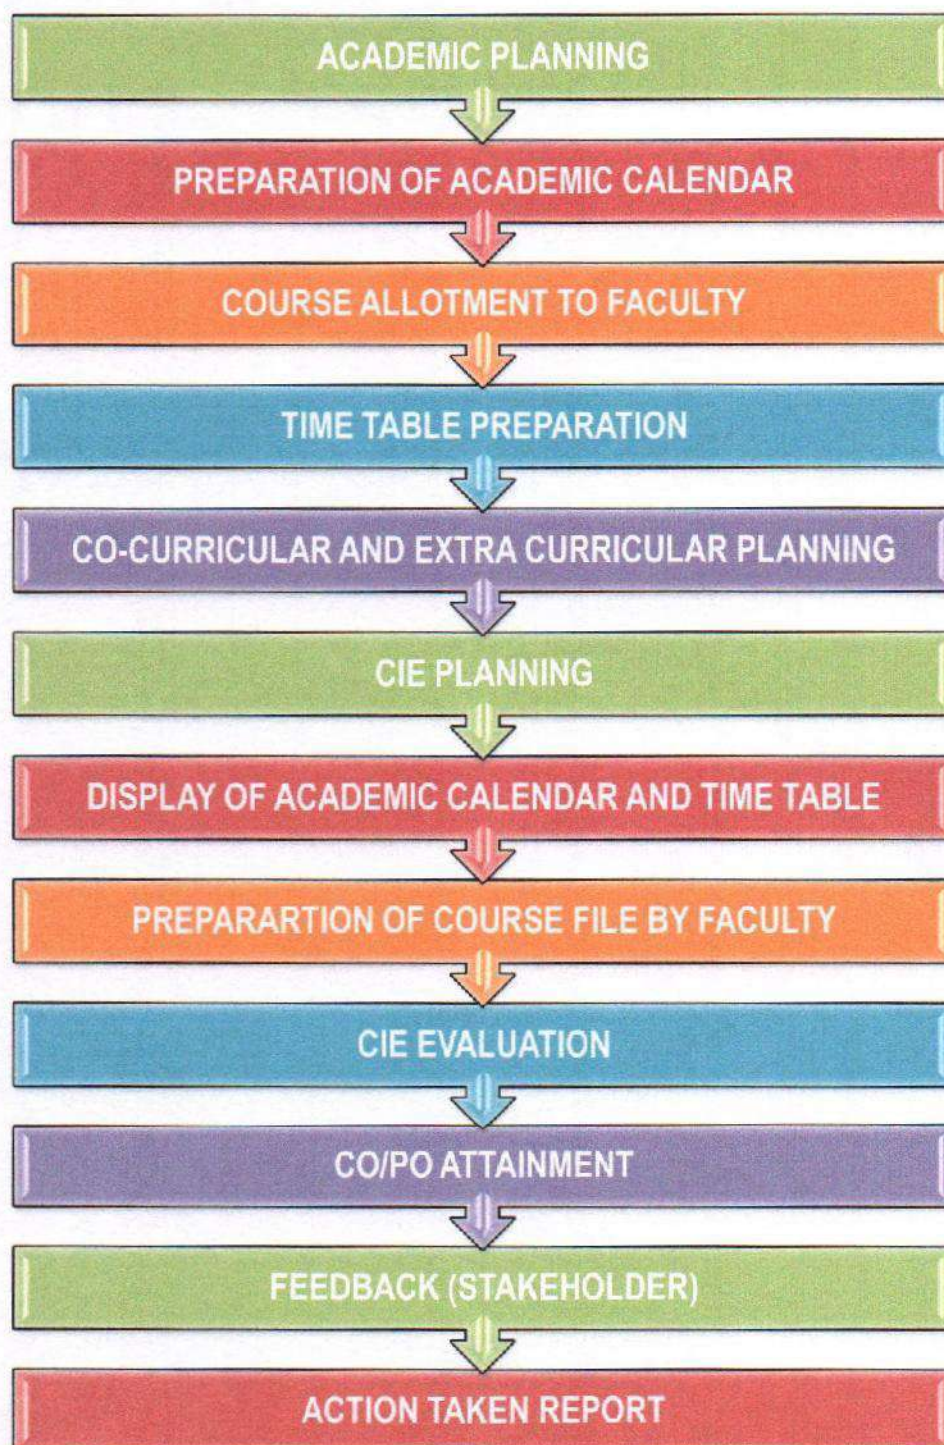 ACADEMIC PLANNING
PREPARATION OF ACADEMIC CALENDAR
COURSE ALLOTMENT TO FACULTY
TIME TABLE PREPARATION
CO-CURRICULAR AND EXTRA CURRICULAR PLANNING
CIE PLANNING
DISPLAY OF ACADEMIC CALENDAR AND TIME TABLE
PREPARARTION OF COURSE FILE BY FACULTY
CIE EVALUATION
CO/PO ATTAINMENT
FEEDBACK (STAKEHOLDER)
ACTION TAKEN REPORT